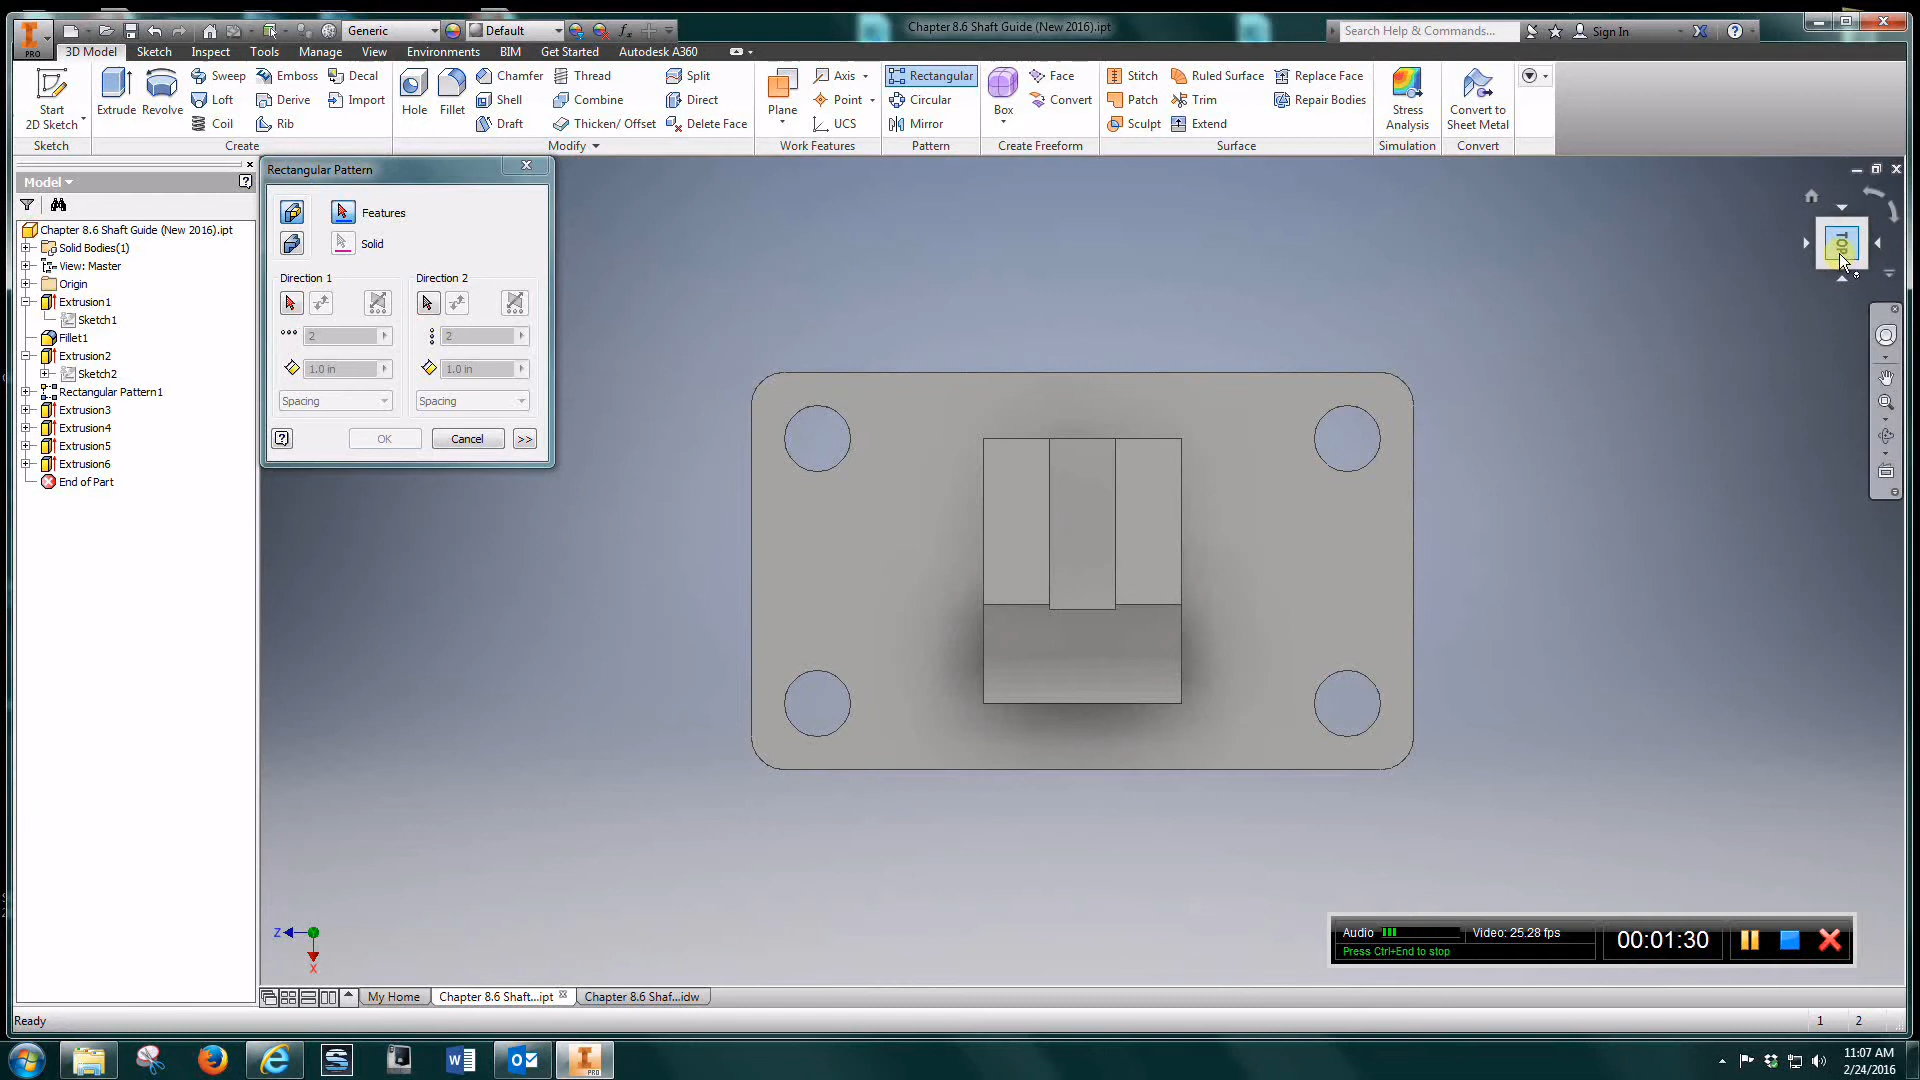 Generic
Default
Chapter 8.6 Shaft Guide (New 2016).ipt
Search Help & Commands...
Sign In
PRO
3D Model Sketch Inspect Tools Manage View Environments BIM Get Started Autodesk A360
Start
2D Sketch
Extrude
Revolve
Sweep
Loft
Coil
Emboss
Derive
Rib
Decal
Import
Hole
Fillet
Chamfer
Shell
Draft
Thread
Combine
Thicken/ Offset
Split
Direct
Delete Face
Plane
Axis
Point
UCS
Rectangular
Circular
Mirror
Box
Face
Convert
Stitch
Patch
Sculpt
Ruled Surface
Trim
Extend
Replace Face
Repair Bodies
Stress
Analysis
Convert to
Sheet Metal
Sketch Create Modify Work Features Pattern Create Freeform Surface Simulation Convert
Model
Chapter 8.6 Shaft Guide (New 2016).ipt
Solid Bodies(1)
View: Master
Origin
Extrusion1
Sketch1
Fillet1
Extrusion2
Sketch2
Rectangular Pattern1
Extrusion3
Extrusion4
Extrusion5
Extrusion6
End of Part
Rectangular Pattern
Features
Solid
Direction 1 Direction 2
2 2
1.0 in 1.0 in
Spacing Spacing
OK Cancel >>
TOP
Z
X
Audio Video: 25.28 fps
Press Ctrl+End to stop
00:01:30
My Home Chapter 8.6 Shaft...ipt Chapter 8.6 Shaf...idw
Ready
1 2
PRO
11:07 AM
2/24/2016